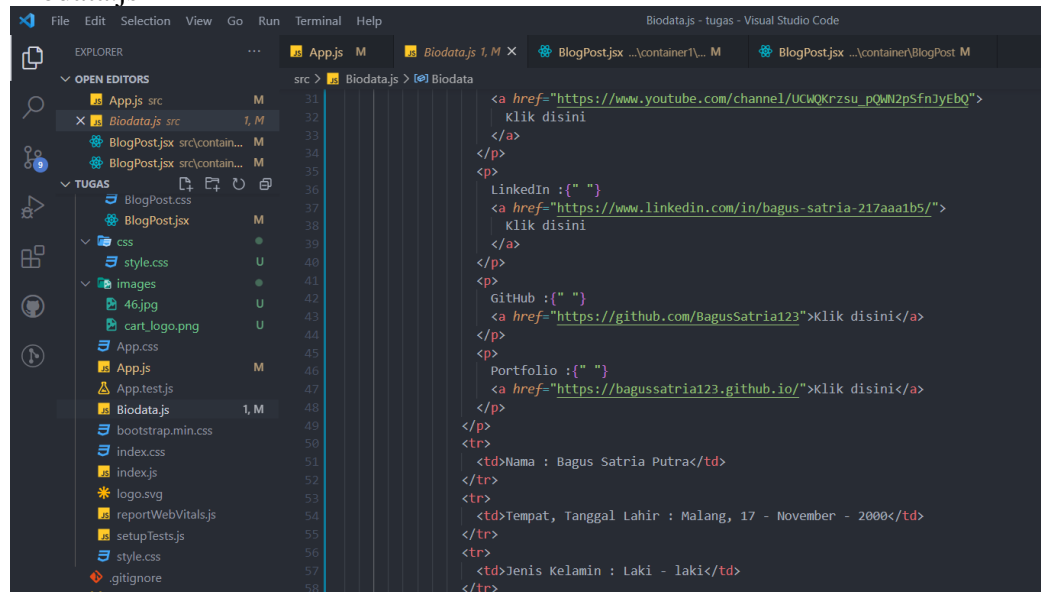 File Edit Selection View Go Run Terminal Help Biodata.js - tugas - Visual Studio Code
EXPLORER ...
OPEN EDITORS
App.js src M
Biodata.js src 1, M
BlogPost.jsx src\contain... M
BlogPost.jsx src\contain... M
9
TUGAS
BlogPost.css
BlogPost.jsx M
css
style.css U
images
46.jpg U
cart_logo.png U
App.css
App.js M
App.test.js
Biodata.js 1, M
bootstrap.min.css
index.css
index.js
logo.svg
reportWebVitals.js
setupTests.js
style.css
.gitignore
App.js M Biodata.js 1, M BlogPost.jsx ...\container1\... M BlogPost.jsx ...\container\BlogPost M
src > Biodata.js > Biodata
31 <a href="https://www.youtube.com/channel/UCWQKrzsu_pQWN2pSfnJyEbQ">
32 Klik disini
33 </a>
34 </p>
35 <p>
36 LinkedIn :{" "}
37 <a href="https://www.linkedin.com/in/bagus-satria-217aaa1b5/">
38 Klik disini
39 </a>
40 </p>
41 <p>
42 GitHub :{" "}
43 <a href="https://github.com/BagusSatria123">Klik disini</a>
44 </p>
45 <p>
46 Portfolio :{" "}
47 <a href="https://bagussatria123.github.io/">Klik disini</a>
48 </p>
49 </p>
50 <tr>
51 <td>Nama : Bagus Satria Putra</td>
52 </tr>
53 <tr>
54 <td>Tempat, Tanggal Lahir : Malang, 17 - November - 2000</td>
55 </tr>
56 <tr>
57 <td>Jenis Kelamin : Laki - laki</td>
58 </tr>